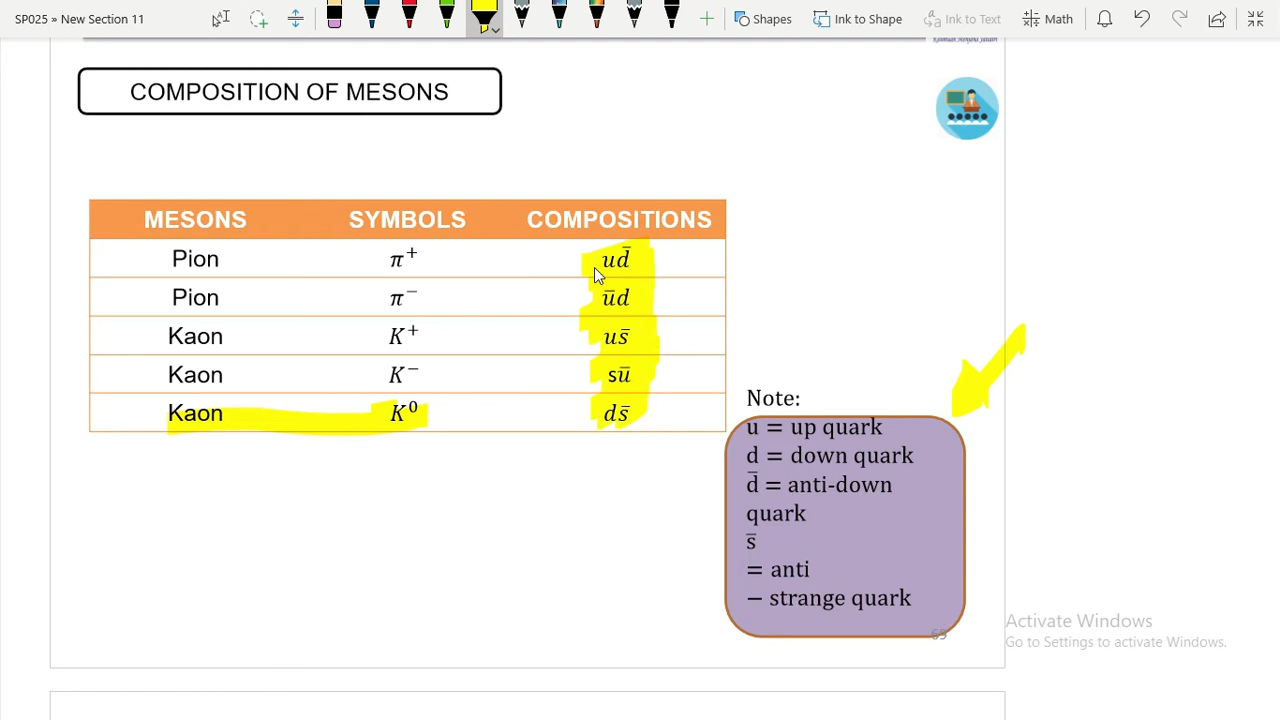 SP025 » New Section 11
Shapes
Ink to Shape
Ink to Text
Math
COMPOSITION OF MESONS
MESONS SYMBOLS COMPOSITIONS
Pion π⁺ ud̄
Pion π⁻ ūd
Kaon K⁺ us̄
Kaon K⁻ sū
Kaon K⁰ ds̄
Note:
u = up quark
d = down quark
d̄ = anti-down
quark
s̄
= anti
− strange quark
65
Activate Windows
Go to Settings to activate Windows.